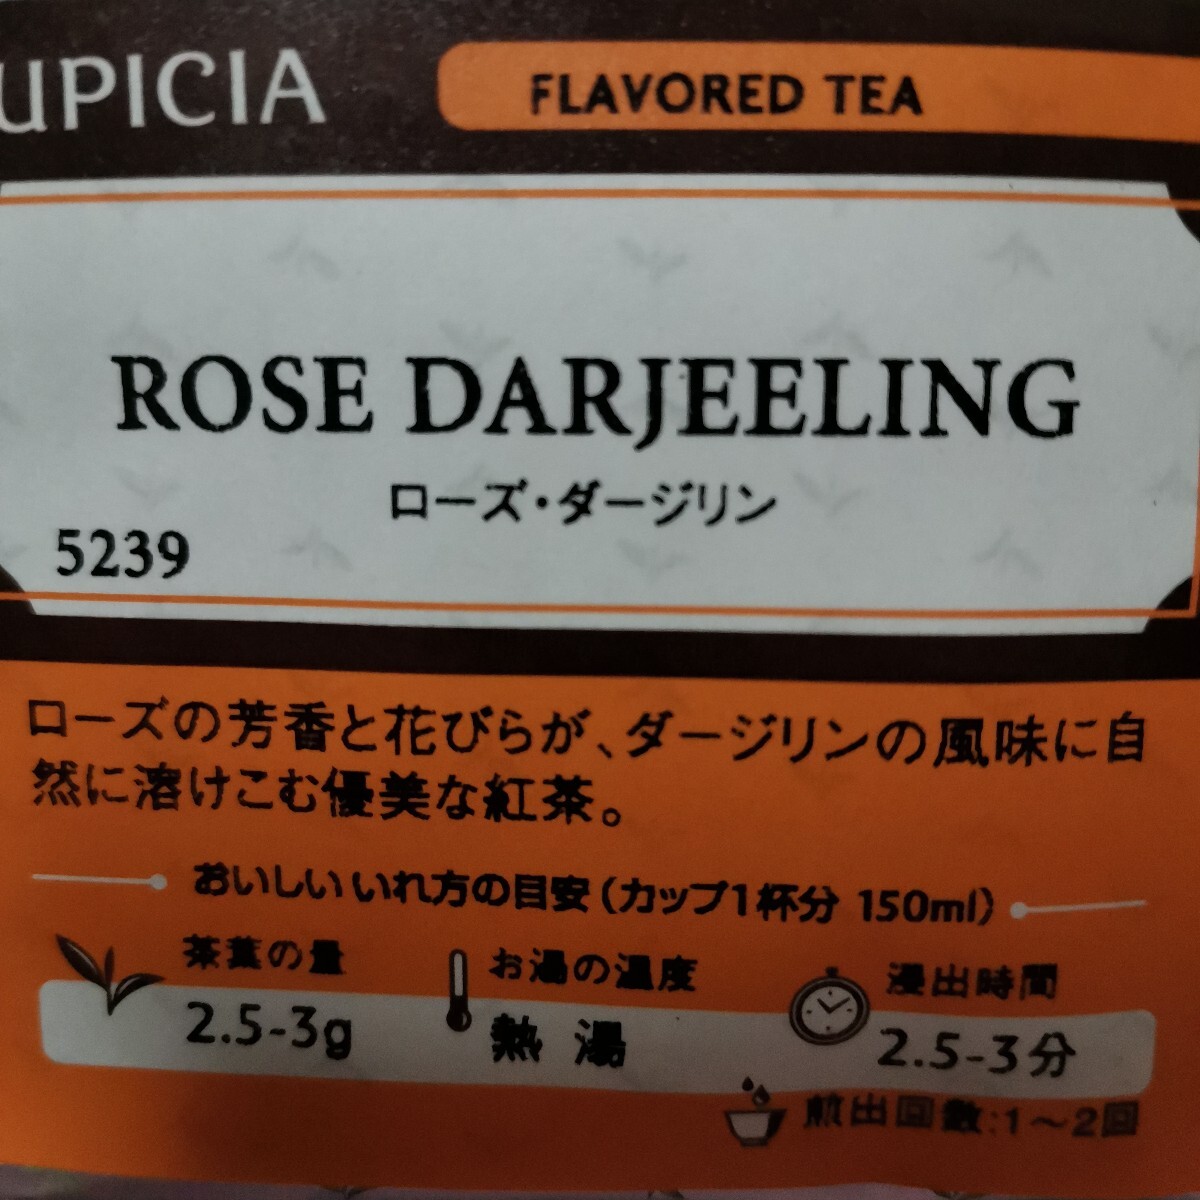 UPICIA
FLAVORED TEA
ROSE DARJEELING
ローズ・ダージリン
5239
ローズの芳香と花びらが、ダージリンの風味に自
然に溶けこむ優美な紅茶。
おいしいいれ方の目安（カップ1杯分 150ml）
茶葉の量
2.5-3g
お湯の温度
熱湯
浸出時間
2.5-3分
煎出回数:1～2回